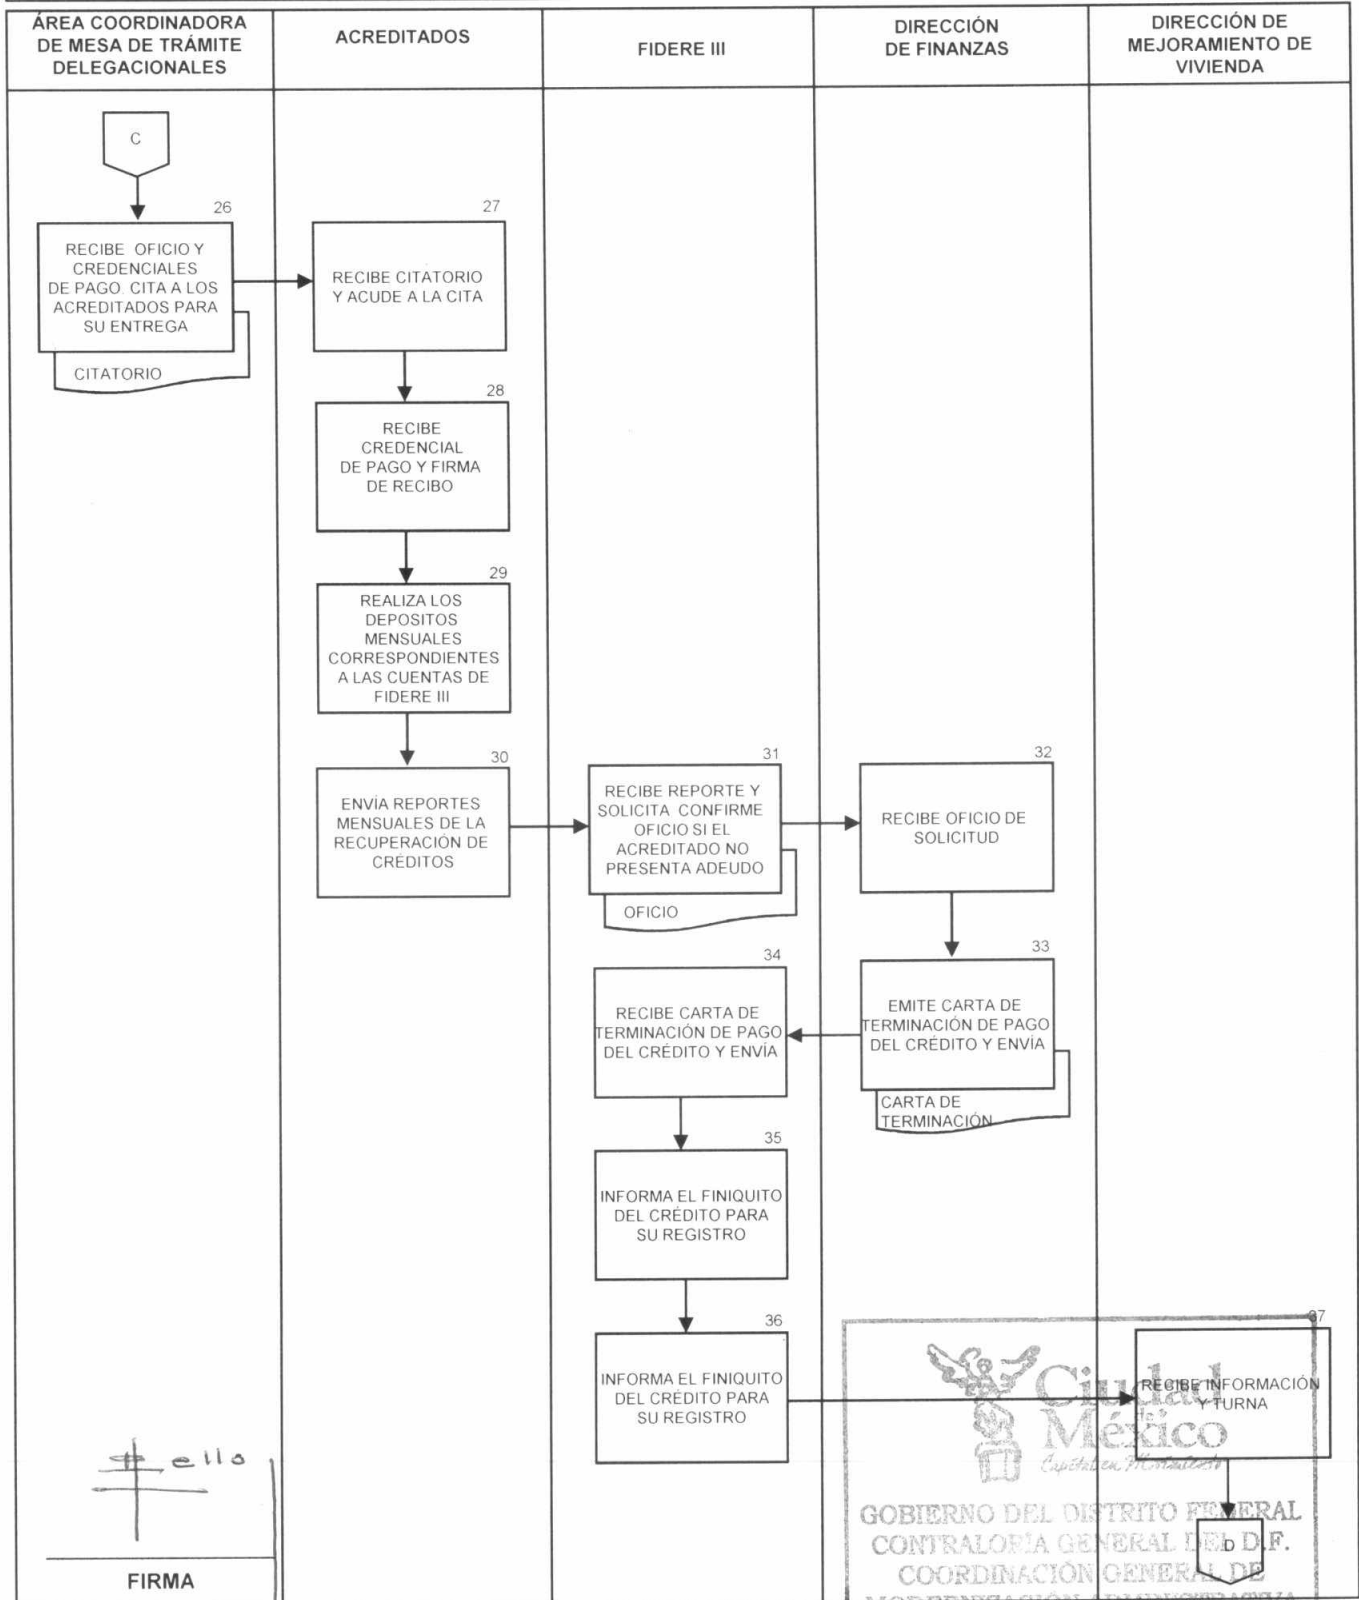 ÁREA COORDINADORA
DE MESA DE TRÁMITE
DELEGACIONALES
ACREDITADOS
FIDERE III
DIRECCIÓN
DE FINANZAS
DIRECCIÓN DE
MEJORAMIENTO DE
VIVIENDA
C
26
RECIBE OFICIO Y
CREDENCIALES
DE PAGO. CITA A LOS
ACREDITADOS PARA
SU ENTREGA
CITATORIO
27
RECIBE CITATORIO
Y ACUDE A LA CITA
28
RECIBE
CREDENCIAL
DE PAGO Y FIRMA
DE RECIBO
29
REALIZA LOS
DEPOSITOS
MENSUALES
CORRESPONDIENTES
A LAS CUENTAS DE
FIDERE III
30
ENVÍA REPORTES
MENSUALES DE LA
RECUPERACIÓN DE
CRÉDITOS
31
RECIBE REPORTE Y
SOLICITA CONFIRME
OFICIO SI EL
ACREDITADO NO
PRESENTA ADEUDO
OFICIO
32
RECIBE OFICIO DE
SOLICITUD
33
EMITE CARTA DE
TERMINACIÓN DE PAGO
DEL CRÉDITO Y ENVÍA
CARTA DE
TERMINACIÓN
34
RECIBE CARTA DE
TERMINACIÓN DE PAGO
DEL CRÉDITO Y ENVÍA
35
INFORMA EL FINIQUITO
DEL CRÉDITO PARA
SU REGISTRO
36
INFORMA EL FINIQUITO
DEL CRÉDITO PARA
SU REGISTRO
37
RECIBE INFORMACIÓN
Y TURNA
D
Ciudad
de
México
Capital en Movimiento
GOBIERNO DEL DISTRITO FEDERAL
CONTRALORÍA GENERAL DEL D.F.
COORDINACIÓN GENERAL DE
MODERNIZACIÓN ADMINISTRATIVA
FIRMA